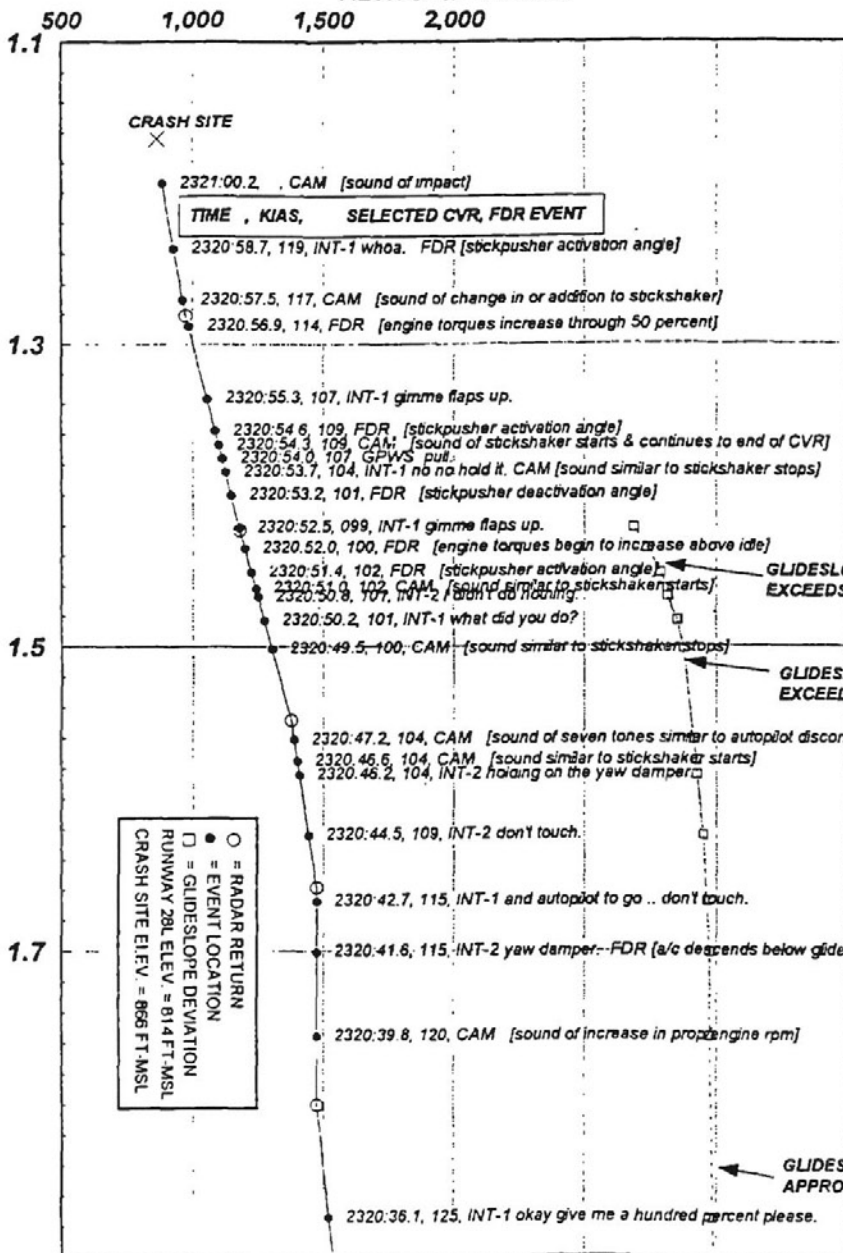 500 1,000 1,500 2,000
1.1
CRASH SITE
2321:00.2, , CAM [sound of impact]
TIME , KIAS, SELECTED CVR, FDR EVENT
2320:58.7, 119, INT-1 whoa. FDR [stickpusher activation angle]
2320:57.5, 117, CAM [sound of change in or addition to stickshaker]
2320.56.9, 114, FDR [engine torques increase through 50 percent]
1.3
2320:55.3, 107, INT-1 gimme flaps up.
2320:54.6, 109, FDR [stickpusher activation angle]
2320:54.3, 109, CAM [sound of stickshaker starts & continues to end of CVR]
2320:54.0, 107, GPWS pull.
2320:53.7, 104, INT-1 no no hold it. CAM [sound similar to stickshaker stops]
2320:53.2, 101, FDR [stickpusher deactivation angle]
2320:52.5, 099, INT-1 gimme flaps up.
2320.52.0, 100, FDR [engine torques begin to increase above idle]
2320:51.4, 102, FDR [stickpusher activation angle]
GLIDESLO
EXCEEDS
2320:51.0, 102, CAM [sound similar to stickshaker starts]
2320:50.8, 101, INT-2 I didn't do nothing.
2320:50.2, 101, INT-1 what did you do?
1.5
2320:49.5, 100, CAM [sound similar to stickshaker stops]
GLIDES
EXCEED
2320:47.2, 104, CAM [sound of seven tones similar to autopilot discon
2320.46.6, 104, CAM [sound similar to stickshaker starts]
2320.46.2, 104, INT-2 holding on the yaw damper
2320:44.5, 109, INT-2 don't touch.
2320:42.7, 115, INT-1 and autopilot to go .. don't touch.
1.7
2320:41.6, 115, INT-2 yaw damper. FDR [a/c descends below glide
2320:39.8, 120, CAM [sound of increase in prop/engine rpm]
GLIDES
APPRO
2320:36.1, 125, INT-1 okay give me a hundred percent please.
○ = RADAR RETURN
● = EVENT LOCATION
□ = GLIDESLOPE DEVIATION
RUNWAY 28L ELEV. = 814 FT-MSL
CRASH SITE ELEV. = 866 FT-MSL